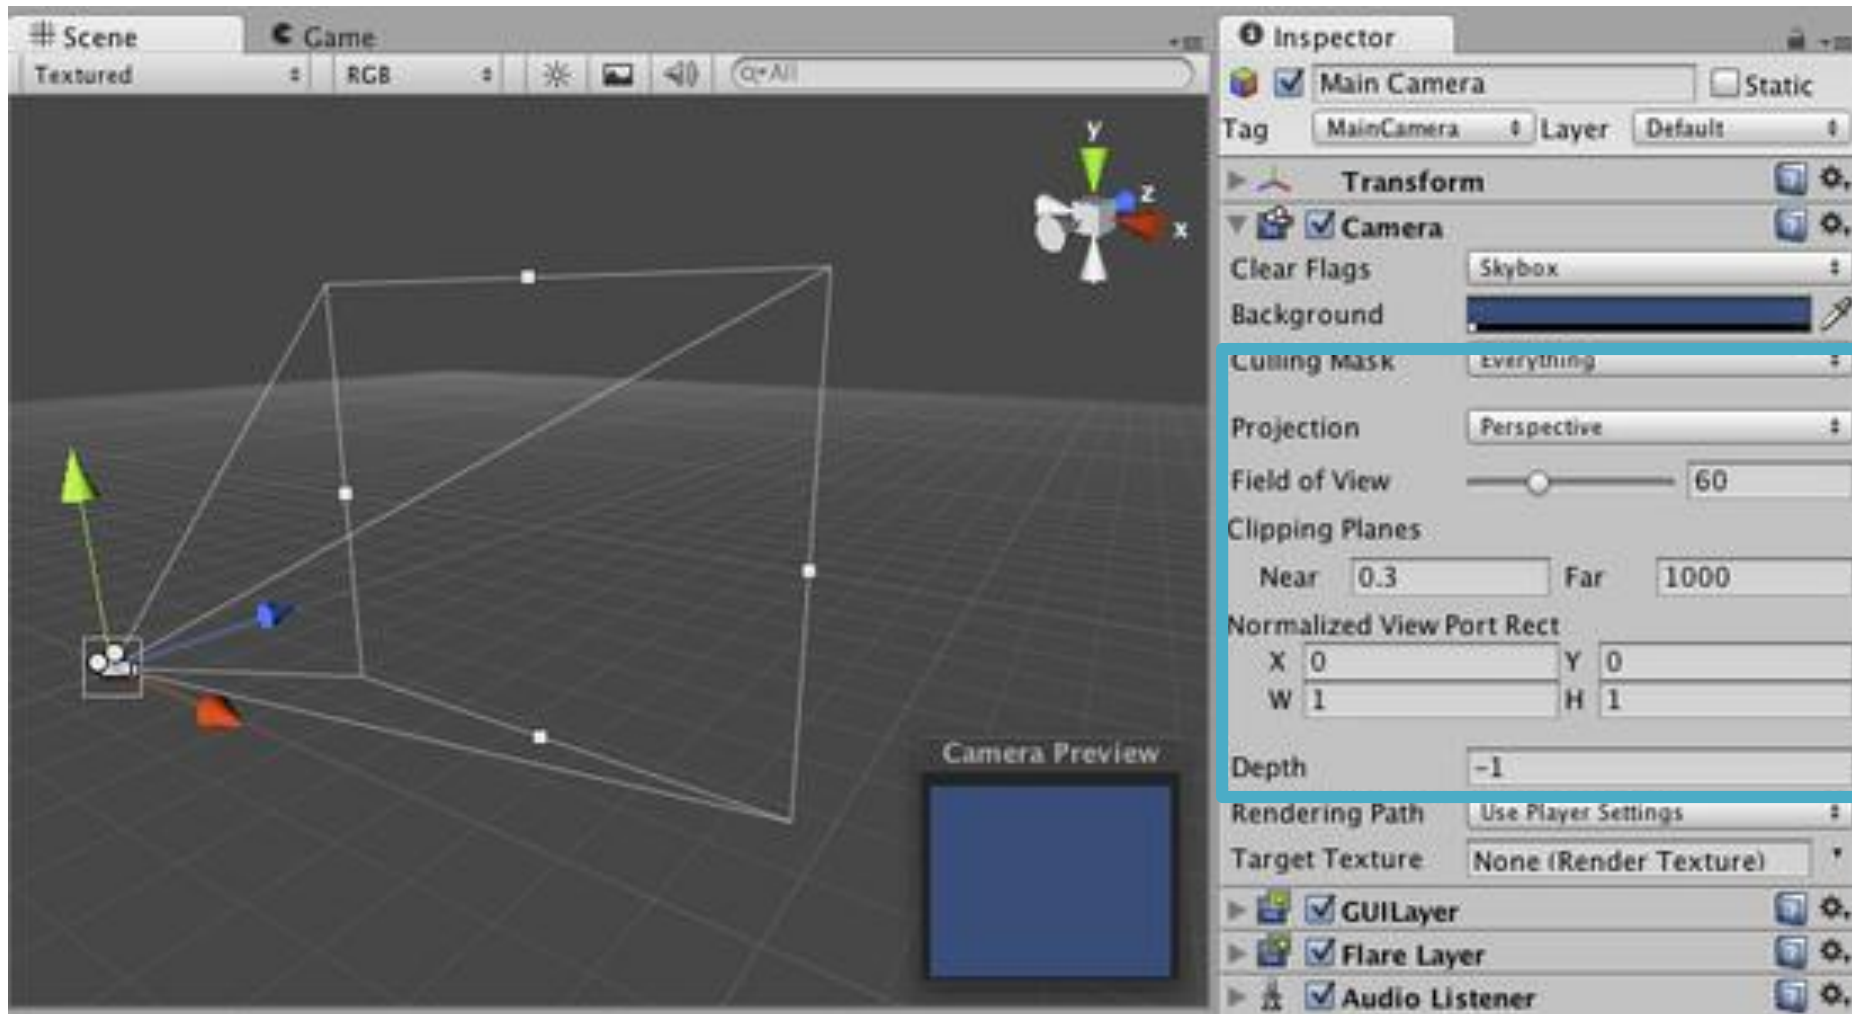 Scene Game
Textured RGB All
y
z
x
Camera Preview
Inspector
Main Camera Static
Tag MainCamera Layer Default
Transform
Camera
Clear Flags Skybox
Background
Culling Mask Everything
Projection Perspective
Field of View 60
Clipping Planes
Near 0.3 Far 1000
Normalized View Port Rect
X 0 Y 0
W 1 H 1
Depth -1
Rendering Path Use Player Settings
Target Texture None (Render Texture)
GUILayer
Flare Layer
Audio Listener